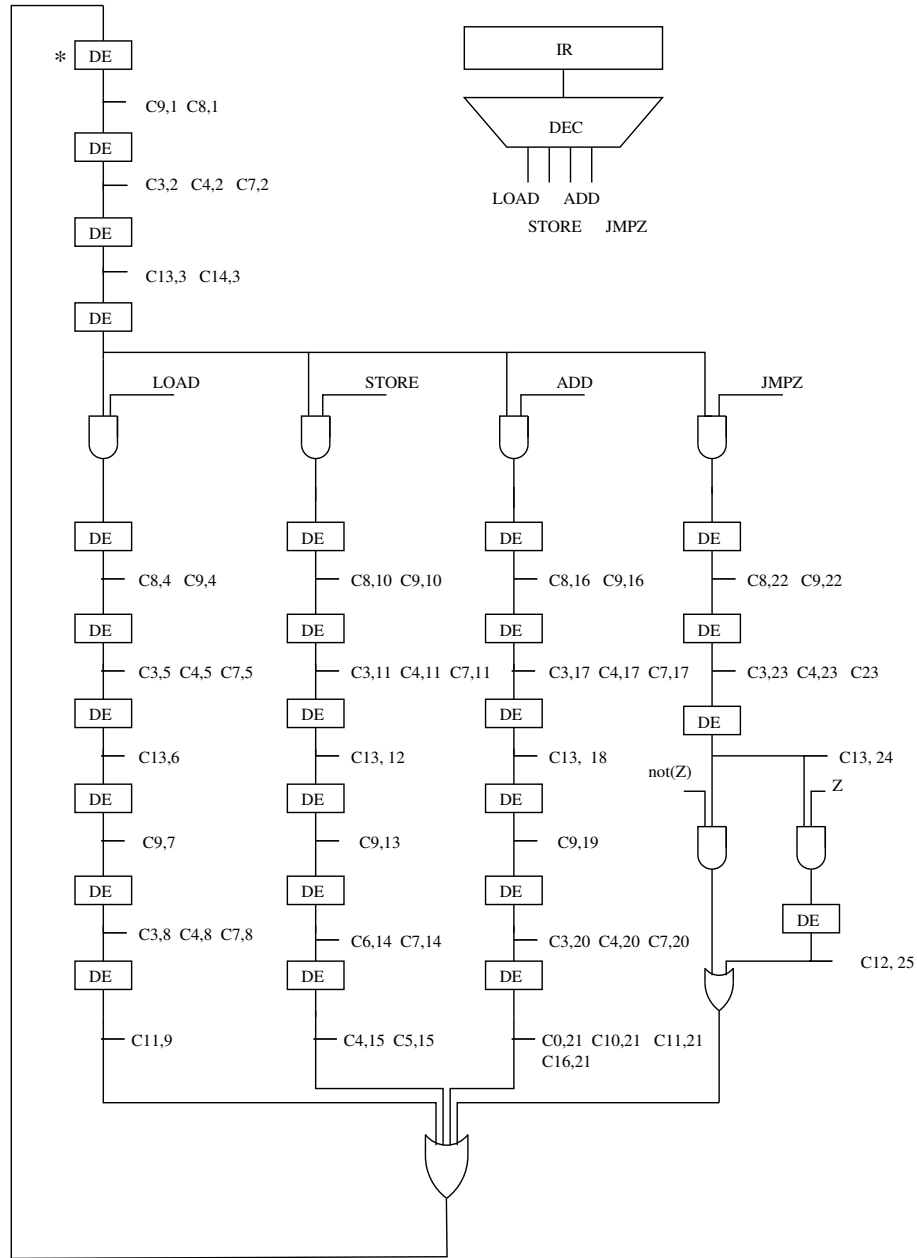 IR
* DE
C9,1 C8,1
DEC
DE
C3,2 C4,2 C7,2
LOAD ADD
STORE JMPZ
DE
C13,3 C14,3
DE
LOAD STORE ADD JMPZ
DE DE DE DE
C8,4 C9,4 C8,10 C9,10 C8,16 C9,16 C8,22 C9,22
DE DE DE DE
C3,5 C4,5 C7,5 C3,11 C4,11 C7,11 C3,17 C4,17 C7,17 C3,23 C4,23 C23
DE DE DE DE
C13,6 C13, 12 C13, 18 C13, 24
not(Z) Z
DE DE DE
C9,7 C9,13 C9,19
DE DE DE DE
C3,8 C4,8 C7,8 C6,14 C7,14 C3,20 C4,20 C7,20
C12, 25
DE DE DE
C11,9 C4,15 C5,15 C0,21 C10,21 C11,21
C16,21